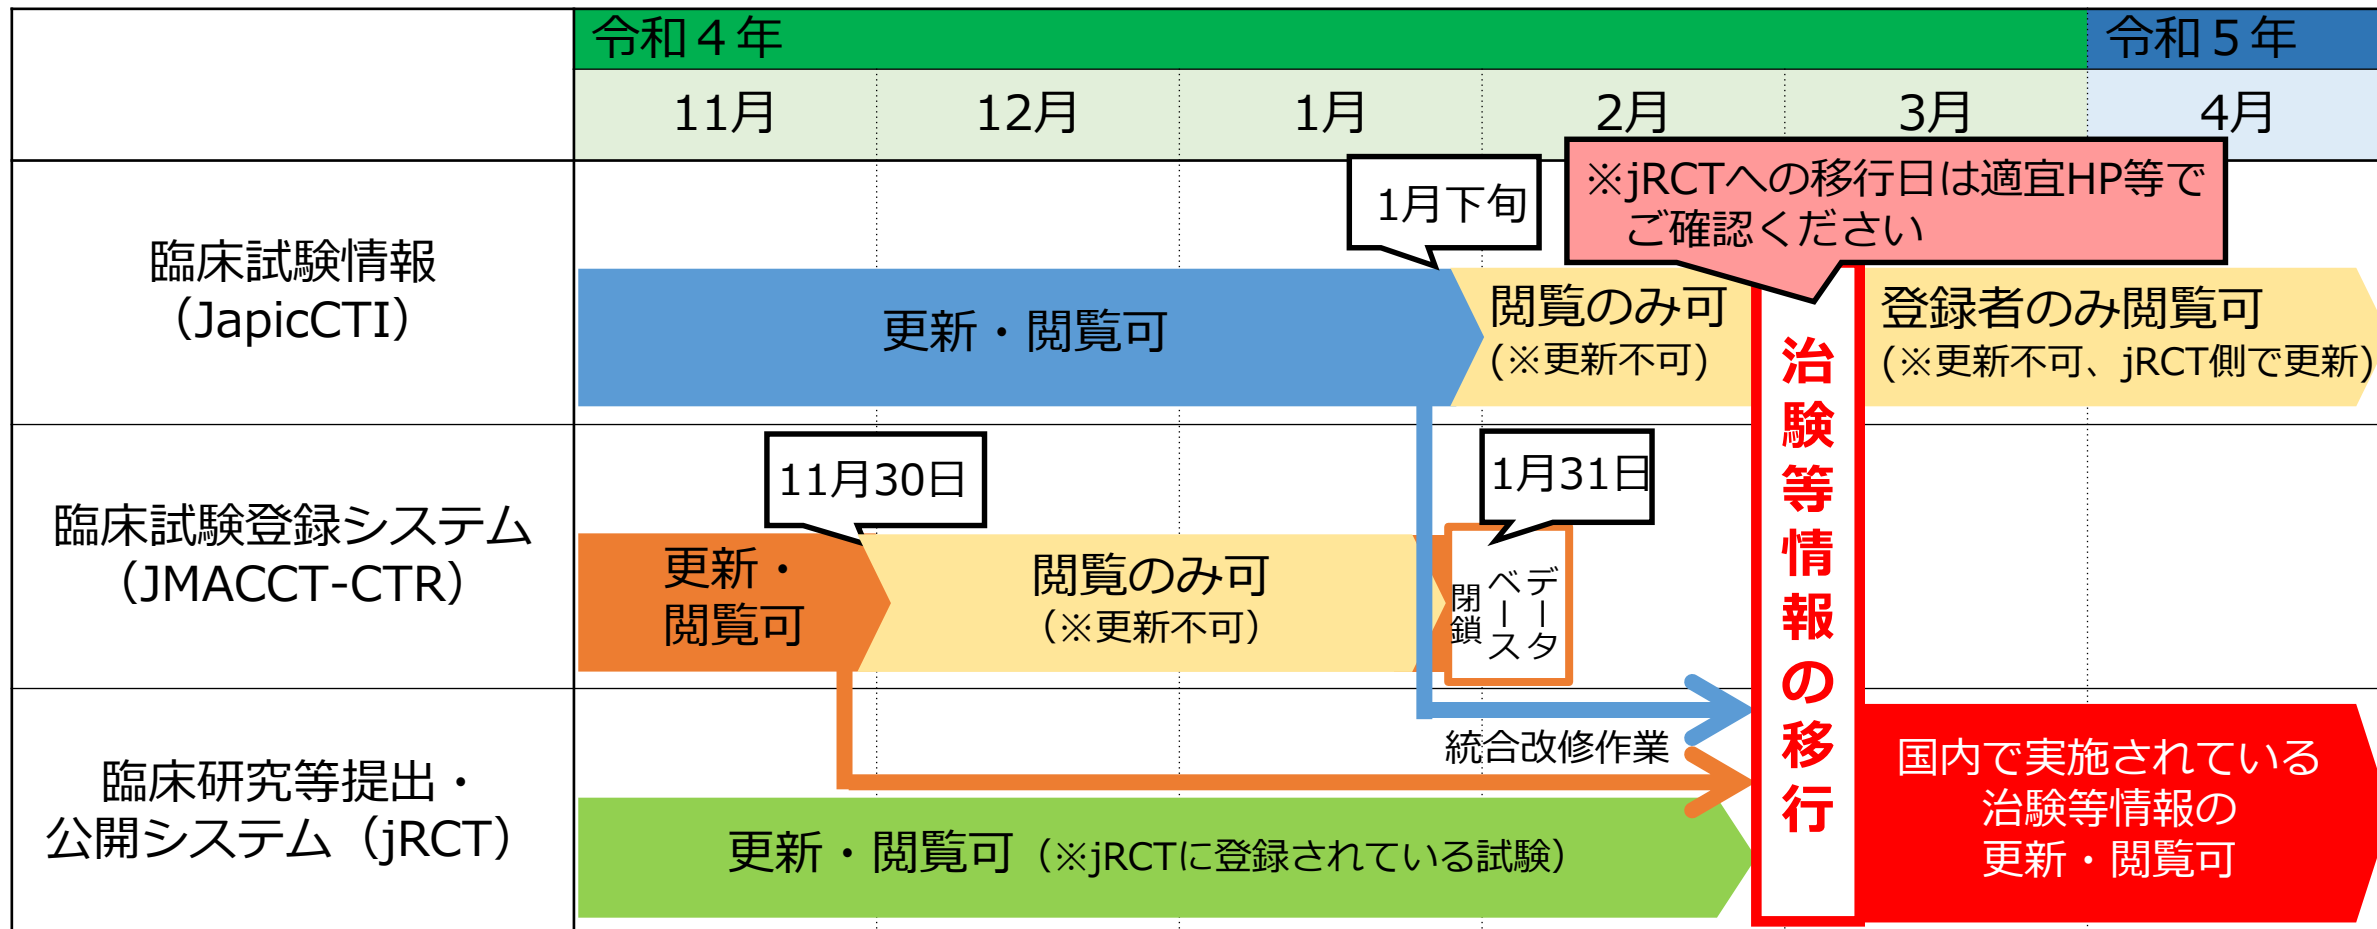 令和４年
令和５年
11月
12月
1月
2月
3月
4月
臨床試験情報
（JapicCTI）
更新・閲覧可
1月下旬
※jRCTへの移行日は適宜HP等で
ご確認ください
閲覧のみ可
(※更新不可)
登録者のみ閲覧可
(※更新不可、jRCT側で更新)
臨床試験登録システム
（JMACCT-CTR）
更新・
閲覧可
11月30日
閲覧のみ可
（※更新不可）
1月31日
データ
ベース
閉鎖
治験等情報の移行
臨床研究等提出・
公開システム（jRCT）
統合改修作業
更新・閲覧可（※jRCTに登録されている試験）
国内で実施されている
治験等情報の
更新・閲覧可